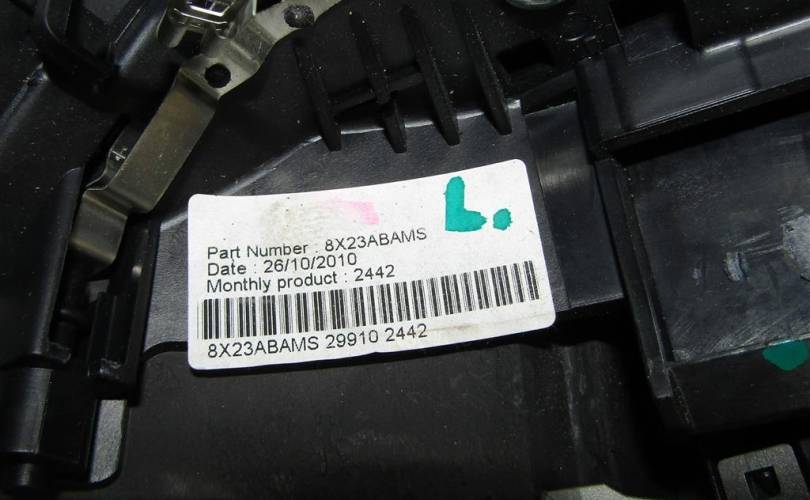 L.
Part Number : 8X23ABAMS
Date : 26/10/2010
Monthly product : 2442
8X23ABAMS 29910 2442